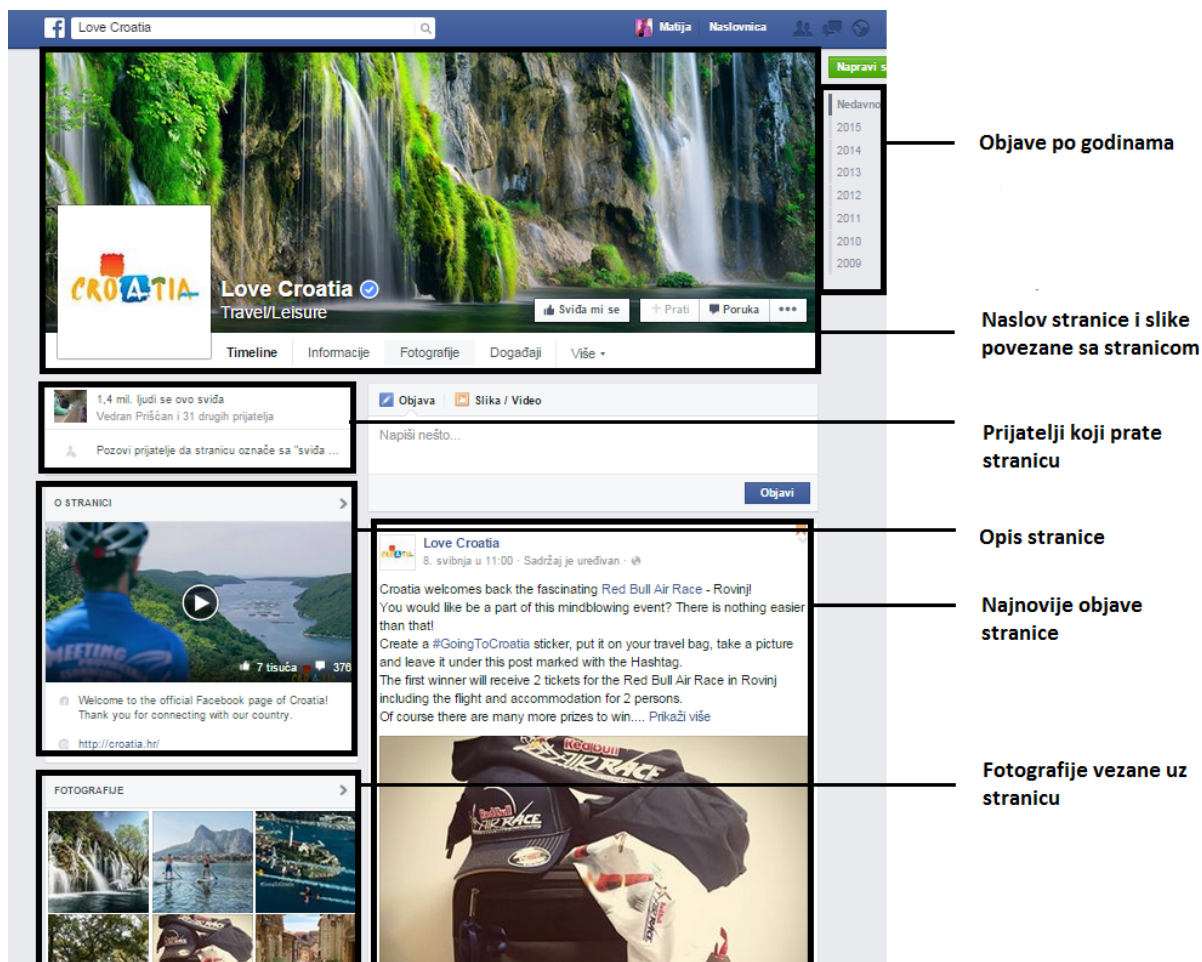 Love Croatia
Matija Naslovnica
Napravi s
Nedavno
2015
2014
2013
2012
2011
2010
2009
Objave po godinama
CROATIA
Love Croatia
Travel/Leisure
Sviđa mi se
+ Prati
Poruka
Timeline Informacije Fotografije Događaji Više
Naslov stranice i slike
povezane sa stranicom
1,4 mil. ljudi se ovo sviđa
Vedran Prišćan i 31 drugih prijatelja
Pozovi prijatelje da stranicu označe sa "sviđa ...
Objava Slika / Video
Napiši nešto...
Objavi
Prijatelji koji prate
stranicu
O STRANICI
MEETING
7 tisuća 376
Welcome to the official Facebook page of Croatia!
Thank you for connecting with our country.
http://croatia.hr/
Opis stranice
CROATIA
Love Croatia
8. svibnja u 11:00 · Sadržaj je uređivan ·
Croatia welcomes back the fascinating Red Bull Air Race - Rovinj!
You would like be a part of this mindblowing event? There is nothing easier
than that!
Create a #GoingToCroatia sticker, put it on your travel bag, take a picture
and leave it under this post marked with the Hashtag.
The first winner will receive 2 tickets for the Red Bull Air Race in Rovinj
including the flight and accommodation for 2 persons.
Of course there are many more prizes to win.... Prikaži više
Najnovije objave
stranice
RedBull
AIR RACE
RedBull
AIR RACE
FOTOGRAFIJE
Fotografije vezane uz
stranicu